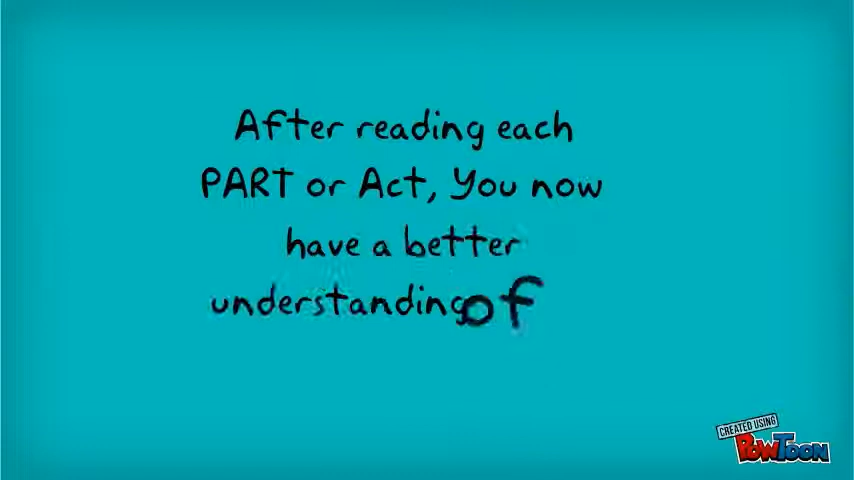 After reading each
PART or Act, You now
have a better
understanding of
CREATED USING
POWTOON